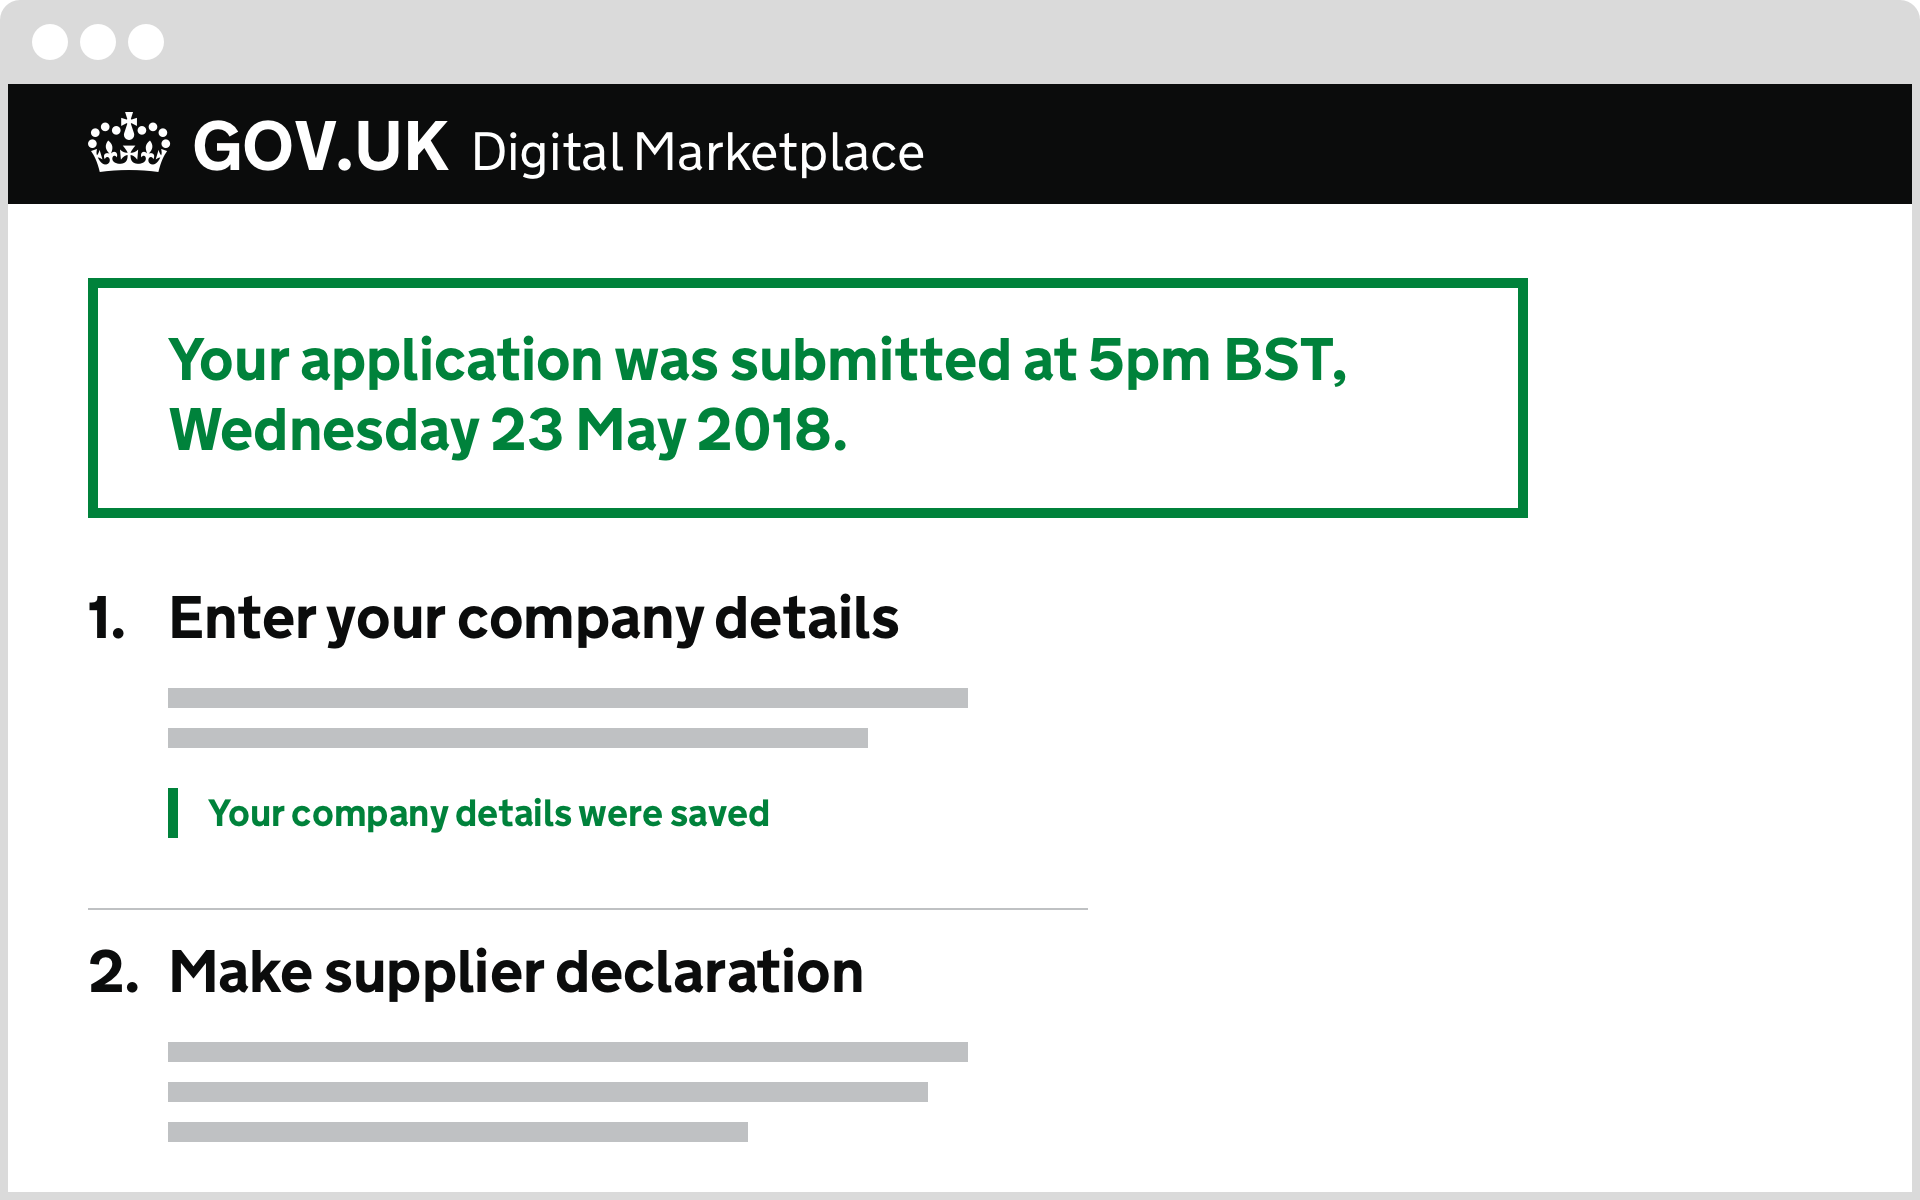 GOV.UK Digital Marketplace
Your application was submitted at 5pm BST,
Wednesday 23 May 2018.
1. Enter your company details
Your company details were saved
2. Make supplier declaration